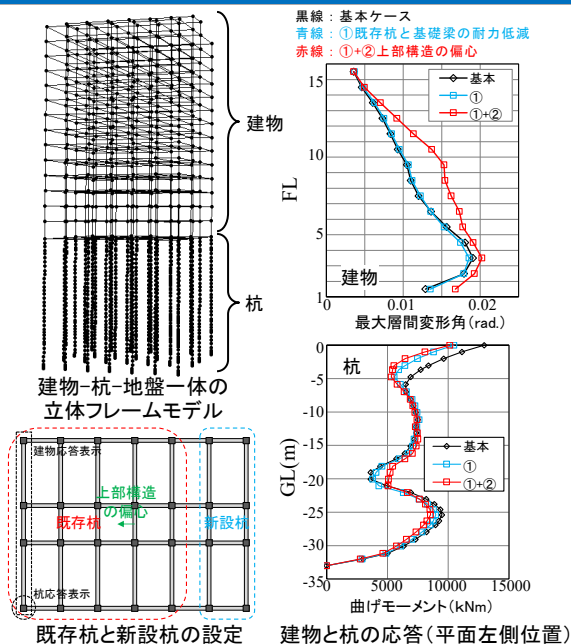 黒線：基本ケース
青線：①既存杭と基礎梁の耐力低減
赤線：①+②上部構造の偏心
建物
杭
建物-杭-地盤一体の
立体フレームモデル
15
10
5
1
FL
基本
①
①+②
建物
0
0.01
0.02
最大層間変形角(rad.)
建物応答表示
上部構造
の偏心
既存杭
新設杭
杭応答表示
既存杭と新設杭の設定
0
-5
-10
-15
-20
-25
-30
-35
GL(m)
杭
基本
①
①+②
0
5000
10000
15000
曲げモーメント(kNm)
建物と杭の応答(平面左側位置)